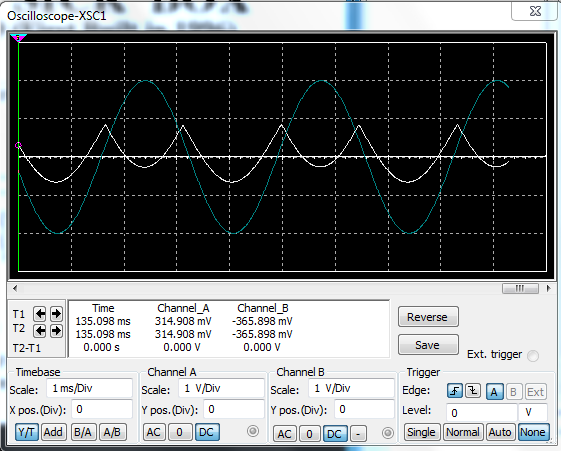 Oscilloscope-XSC1
T1
T2
T2-T1
Time Channel_A Channel_B
135.098 ms 314.908 mV -365.898 mV
135.098 ms 314.908 mV -365.898 mV
0.000 s 0.000 V 0.000 V
Reverse
Save
Ext. trigger
Timebase
Scale: 1 ms/Div
X pos.(Div): 0
Y/T Add B/A A/B
Channel A
Scale: 1 V/Div
Y pos.(Div): 0
AC 0 DC
Channel B
Scale: 1 V/Div
Y pos.(Div): 0
AC 0 DC -
Trigger
Edge: A B Ext
Level: 0 V
Single Normal Auto None